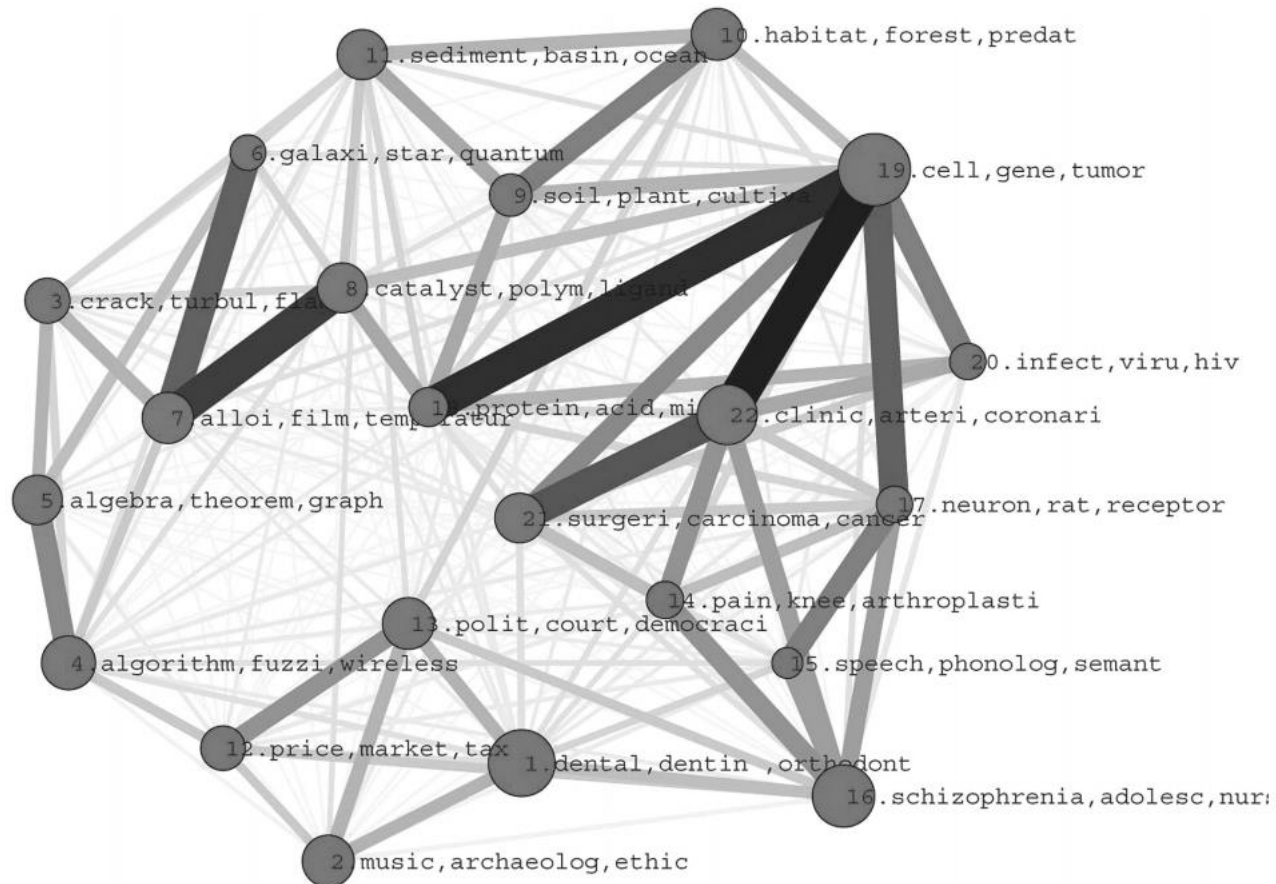 10.habitat,forest,predat
11.sediment,basin,ocean
6.galaxi,star,quantum
19.cell,gene,tumor
9.soil,plant,cultiva
8.catalyst,polym,ligand
3.crack,turbul,
20.infect,viru,hiv
7.alloi,film,temperatur
protein,acid,
22.clinic,arteri,coronari
5.algebra,theorem,graph
17.neuron,rat,receptor
21.surgeri,carcinoma,cancer
14.pain,knee,arthroplasti
13.polit,court,democraci
4.algorithm,fuzzi,wireless
15.speech,phonolog,semant
12.price,market,tax
1.dental,dentin ,orthodont
16.schizophrenia,adolesc,nurs
2.music,archaeolog,ethic